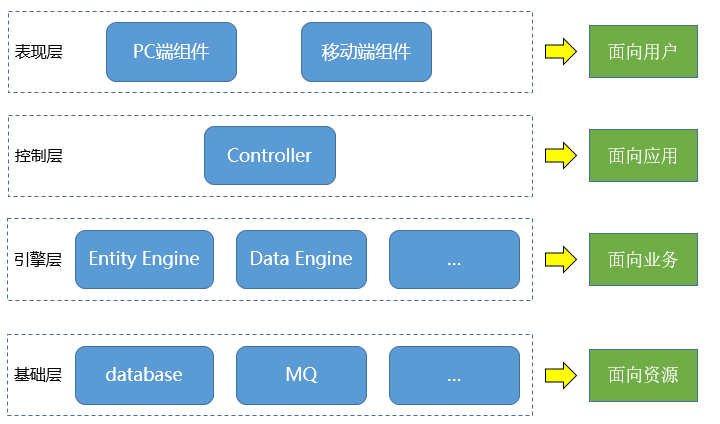 表现层 PC端组件 移动端组件 面向用户
控制层 Controller 面向应用
引擎层 Entity Engine Data Engine ... 面向业务
基础层 database MQ ... 面向资源